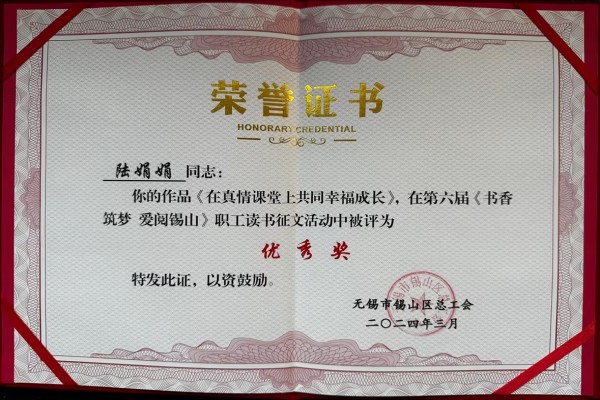 荣誉证书
HONORARY CREDENTIAL
陆娟娟 同志：
你的作品《在真情课堂上共同幸福成长》，在第六届《书香
筑梦 爱阅锡山》职工读书征文活动中被评为
优秀奖
特发此证，以资鼓励。
无锡市锡山区总工会
二〇二四年三月